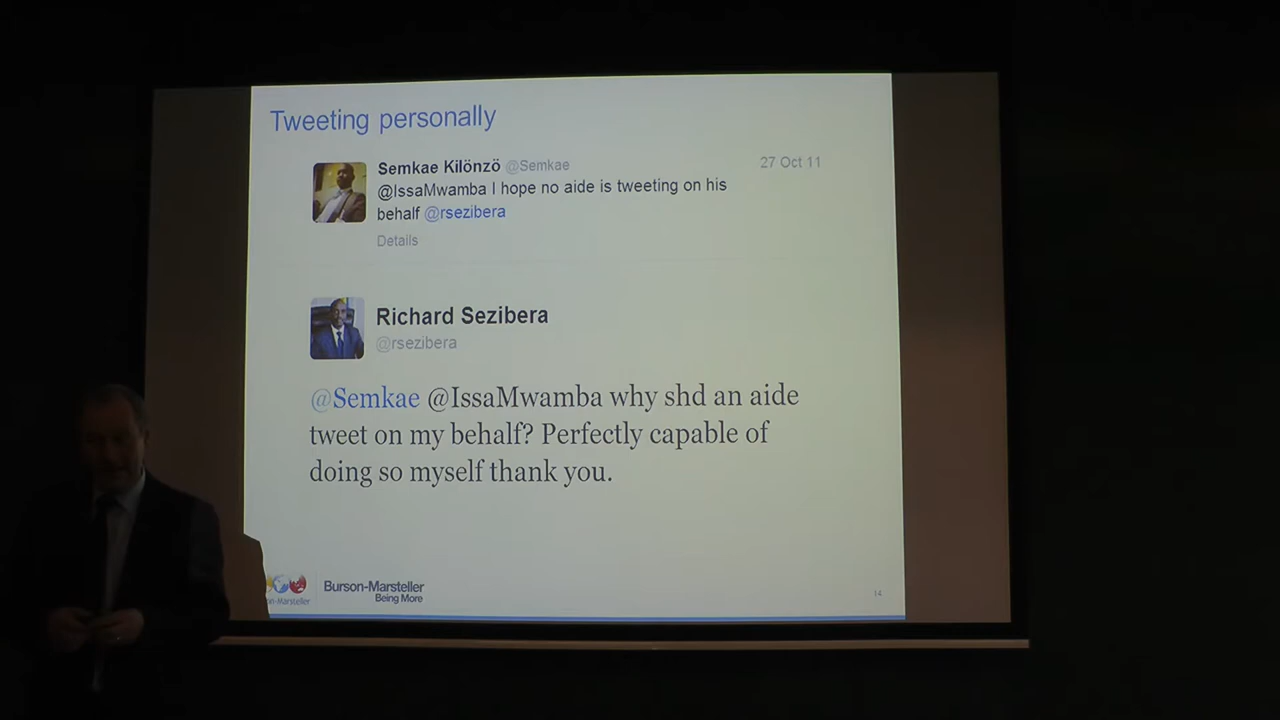 Tweeting personally
Semkae Kilönzö @Semkae 27 Oct 11
@IssaMwamba I hope no aide is tweeting on his
behalf @rsezibera
Details
Richard Sezibera
@rsezibera
@Semkae @IssaMwamba why shd an aide
tweet on my behalf? Perfectly capable of
doing so myself thank you.
Burson-Marsteller
Being More
14